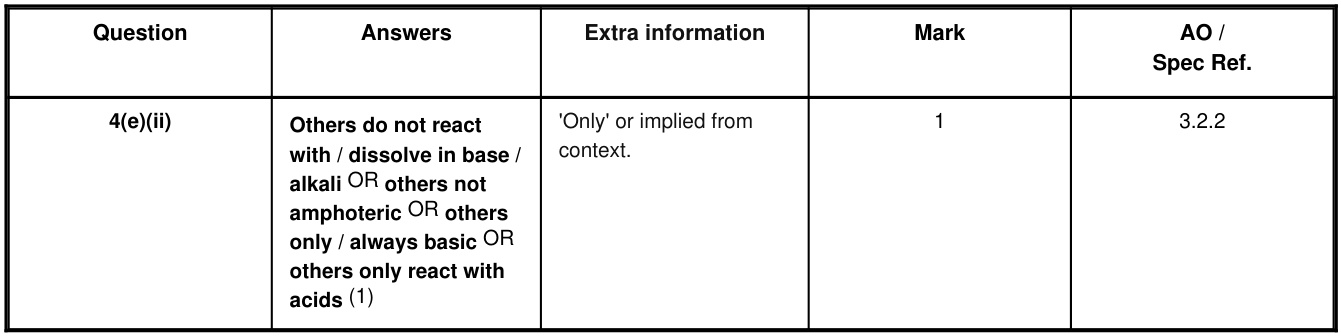 Question Answers Extra information Mark AO /
Spec Ref.
4(e)(ii) Others do not react 'Only' or implied from 1 3.2.2
with / dissolve in base / context.
alkali OR others not
amphoteric OR others
only / always basic OR
others only react with
acids (1)